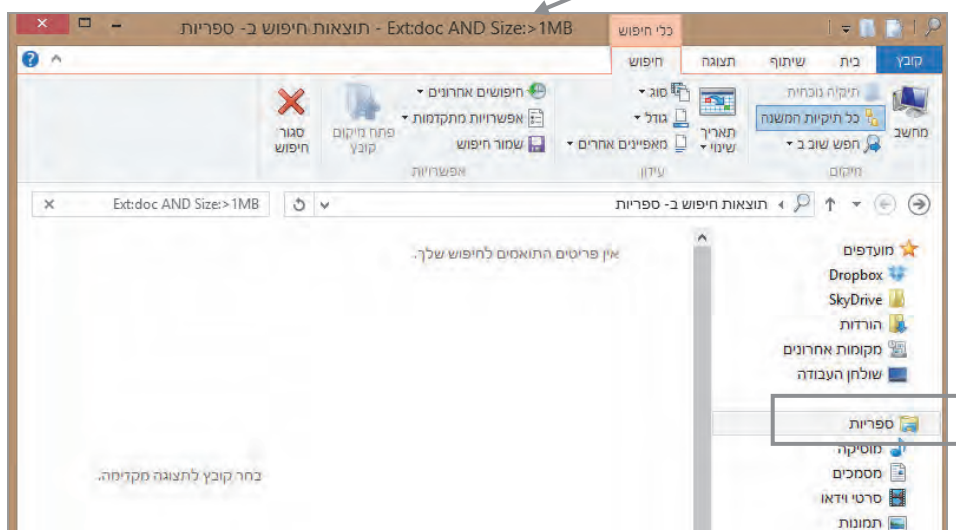 תוצאות חיפוש ב- ספריות - Ext:doc AND Size:>1MB
כלי חיפוש
קובץ בית שיתוף תצוגה חיפוש
מחשב
תיקיה נוכחית
כל תיקיות המשנה
חפש שוב ב
מיקום
תאריך שינוי
סוג
גודל
מאפיינים אחרים
עידון
חיפושים אחרונים
אפשרויות מתקדמות
שמור חיפוש
פתח מיקום קובץ
אפשרויות
סגור חיפוש
תוצאות חיפוש ב- ספריות
Ext:doc AND Size:>1MB
מועדפים
Dropbox
SkyDrive
הורדות
מקומות אחרונים
שולחן העבודה
ספריות
מוסיקה
מסמכים
סרטי וידאו
תמונות
אין פריטים התואמים לחיפוש שלך.
בחר קובץ לתצוגה מקדימה.